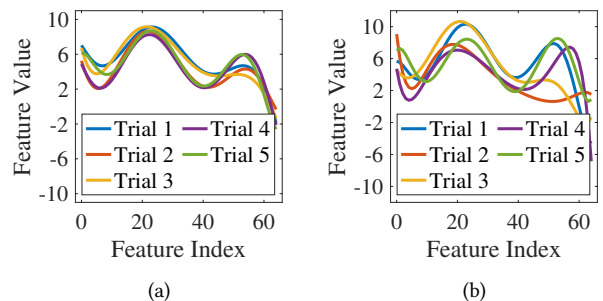 10
6
2
-2
-6
-10
Feature Value
Trial 1 Trial 4
Trial 2 Trial 5
Trial 3
0 20 40 60
Feature Index
(a)
10
6
2
-2
-6
-10
Feature Value
Trial 1 Trial 4
Trial 2 Trial 5
Trial 3
0 20 40 60
Feature Index
(b)